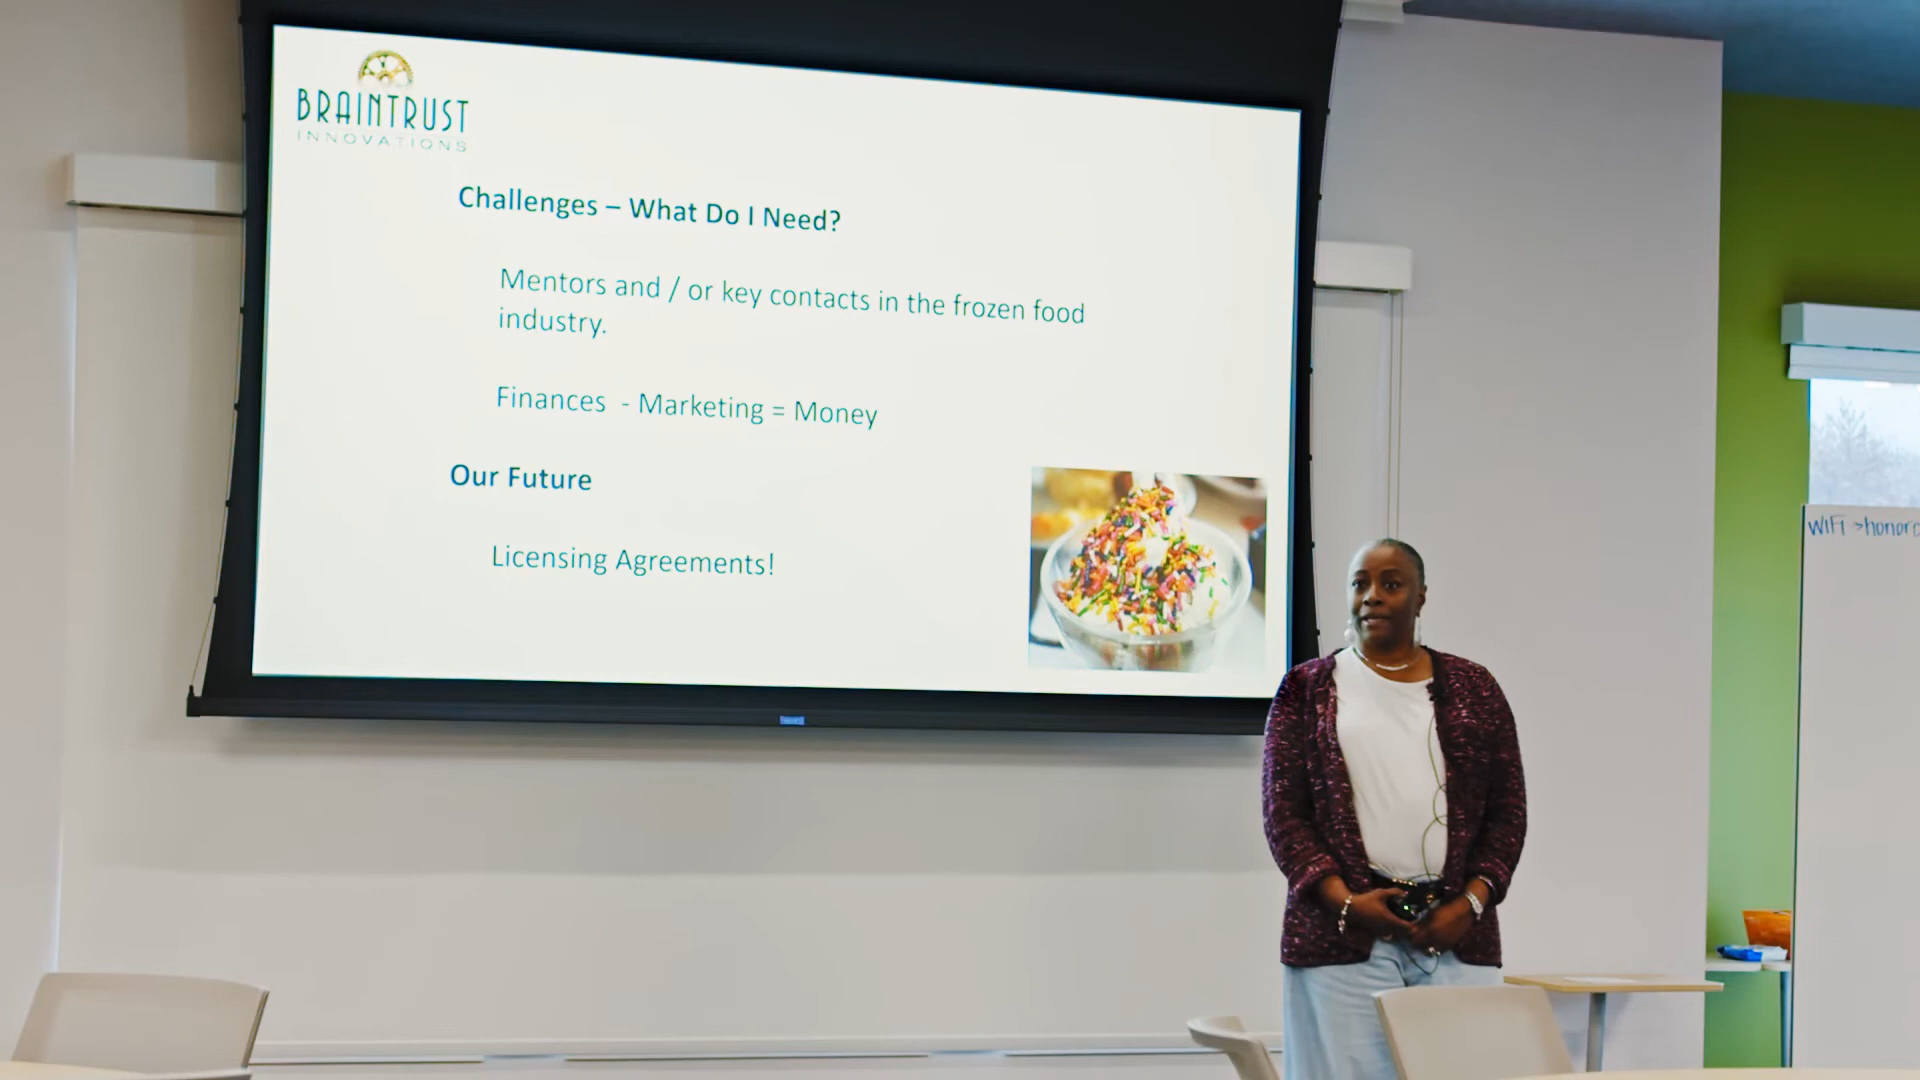 BRAINTRUST
INNOVATIONS
Challenges – What Do I Need?
Mentors and / or key contacts in the frozen food
industry.
Finances - Marketing = Money
Our Future
Licensing Agreements!
WIFI >honor